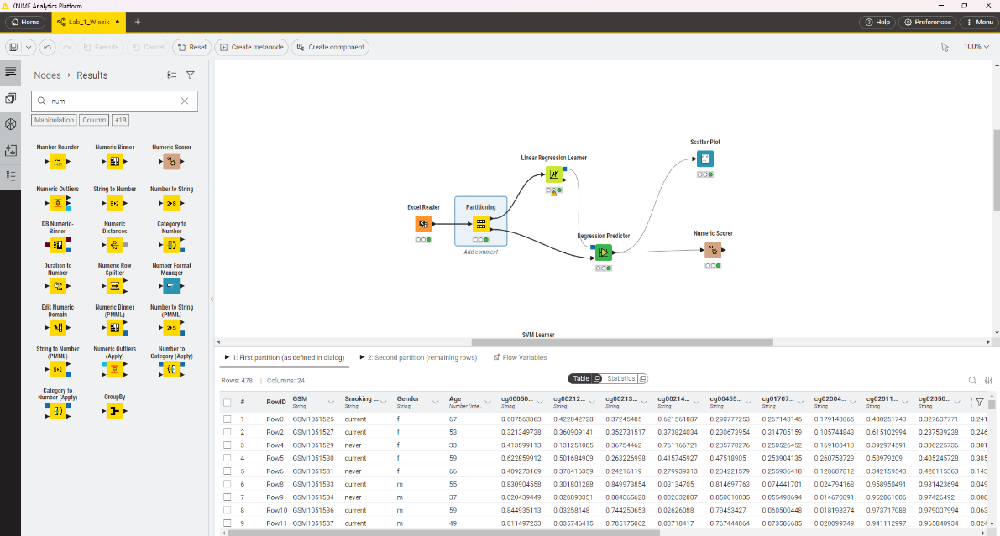 KNIME Analytics Platform
Home
Lab_1_Wiezik
Help
Preferences
Menu
Execute
Cancel
Reset
Create metanode
Create component
100%
Nodes › Results
num
Manipulation
Column
+18
Number Rounder
Numeric Binner
Numeric Scorer
Numeric Outliers
String to Number
Number to String
DB Numeric-
Binner
Numeric
Distances
Category to
Number
Duration to
Number
Numeric Row
Splitter
Number Format
Manager
Edit Numeric
Domain
Numeric Binner
(PMML)
Number to String
(PMML)
String to Number
(PMML)
Numeric Outliers
(Apply)
Number to
Category (Apply)
Category to
Number (Apply)
GroupBy
Scatter Plot
Linear Regression Learner
Excel Reader
Partitioning
Add comment
Regression Predictor
Numeric Scorer
SVM Learner
1: First partition (as defined in dialog)
2: Second partition (remaining rows)
Flow Variables
Rows: 478 | Columns: 24
Table
Statistics
# RowID GSM Smoking ... Gender Age cg00050... cg00212... cg00213... cg00214... cg00455... cg01707... cg02004... cg02011... cg02050...
String String String Number (inte... String String String String String String String String String
1 Row0 GSM1051525 current f 67 0.607563363 0.422842728 0.37245485 0.621561887 0.290777253 0.267143145 0.179143865 0.480251743 0.327607771 0.241
2 Row2 GSM1051527 current f 53 0.321349738 0.360909141 0.352731517 0.373824034 0.230673954 0.314705159 0.105744843 0.615102994 0.237539238 0.246
3 Row4 GSM1051529 never f 33 0.413599113 0.131251085 0.36754462 0.761166721 0.235770276 0.250526452 0.169108413 0.392974591 0.306225736 0.301
4 Row5 GSM1051530 current f 59 0.622859912 0.501684909 0.263226998 0.415745927 0.47518905 0.253904135 0.260758729 0.50979209 0.405245728 0.385
5 Row6 GSM1051531 never f 66 0.409273169 0.378416359 0.24216119 0.279939313 0.234221579 0.255936418 0.128687812 0.342159543 0.428115363 0.143
6 Row8 GSM1051533 current m 55 0.830904558 0.301801288 0.849973854 0.03134705 0.814697763 0.074441701 0.024794168 0.958950491 0.981423694 0.049
7 Row9 GSM1051534 never m 37 0.820439449 0.028893351 0.884065628 0.032632807 0.850010835 0.055498694 0.014670891 0.952861006 0.97426492 0.008
8 Row10 GSM1051536 current m 59 0.844935113 0.03258148 0.744250653 0.02626088 0.79453427 0.060500448 0.018198374 0.973717088 0.979007994 0.063
9 Row11 GSM1051537 current m 49 0.811497233 0.035746415 0.785175062 0.03718417 0.767444864 0.073586685 0.020099749 0.941112997 0.965840934 0.024